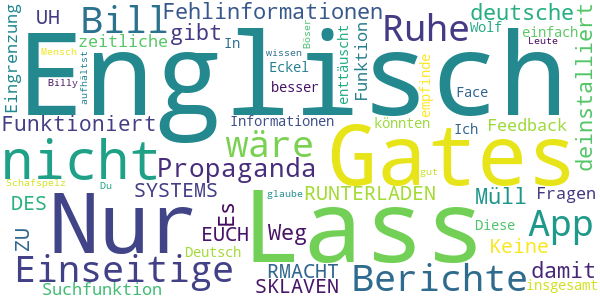 UH Bill Fehlinformationen deutsche
Eingrenzung zeitliche gibt In wissen Böser Ruhe Wolf einfach
Mensch Eckel enttäuscht Funktion Leute
Billy aufhaltst besser Face deinstalliert
Englisch
Funktioniert Informationen könnten empfinde Ich Feedback
nicht wäre Gates
Propaganda gut
Schafspelz Du SYSTEMS glaube RUNTERLADEN Müll Fragen
DES Nur Es EUCH Weg Lass Diese App
ZU Deutsch Keine
Einseitige RMACHT Berichte damit
Suchfunktion SKLAVEN insgesamt